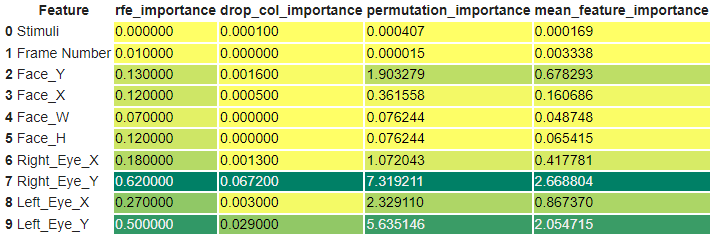 Feature rfe_importance drop_col_importance permutation_importance mean_feature_importance
0 Stimuli 0.000000 0.000100 0.000407 0.000169
1 Frame Number 0.010000 0.000000 0.000015 0.003338
2 Face_Y 0.130000 0.001600 1.903279 0.678293
3 Face_X 0.120000 0.000500 0.361558 0.160686
4 Face_W 0.070000 0.000000 0.076244 0.048748
5 Face_H 0.120000 0.000000 0.076244 0.065415
6 Right_Eye_X 0.180000 0.001300 1.072043 0.417781
7 Right_Eye_Y 0.620000 0.067200 7.319211 2.668804
8 Left_Eye_X 0.270000 0.003000 2.329110 0.867370
9 Left_Eye_Y 0.500000 0.029000 5.635146 2.054715